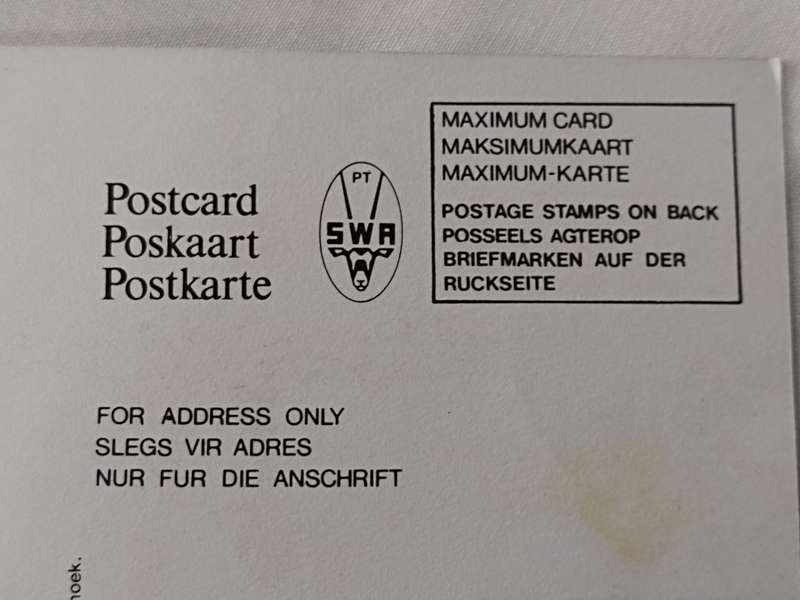 MAXIMUM CARD
MAKSIMUMKAART
MAXIMUM-KARTE
POSTAGE STAMPS ON BACK
POSSEELS AGTEROP
BRIEFMARKEN AUF DER
RUCKSEITE
Postcard
Poskaart
Postkarte
PT
SWA
FOR ADDRESS ONLY
SLEGS VIR ADRES
NUR FUR DIE ANSCHRIFT
hoek.